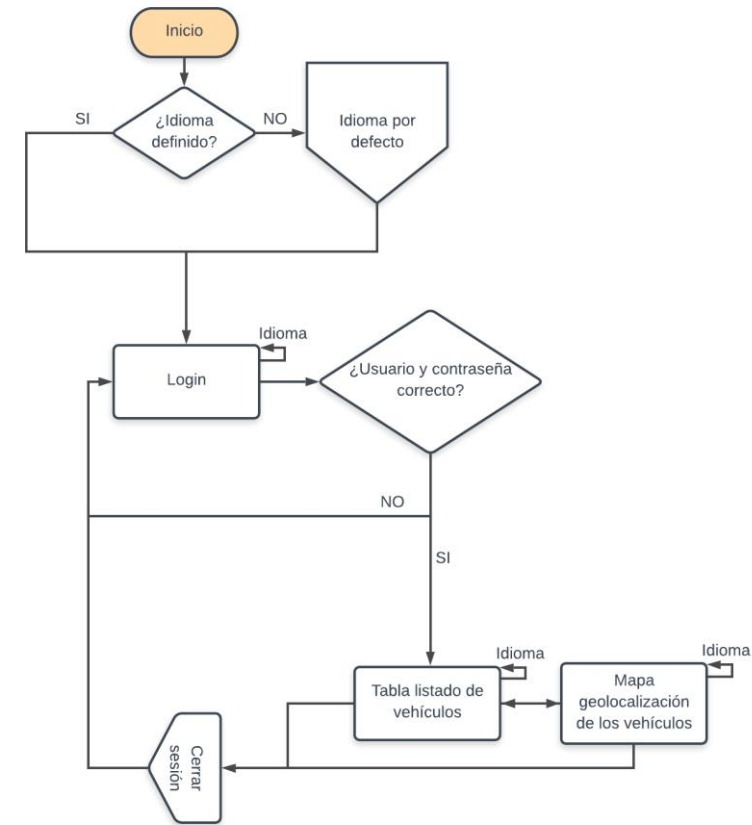 Inicio
SI
¿Idioma
definido?
NO
Idioma por
defecto
Idioma
Login
¿Usuario y contraseña
correcto?
NO
SI
Idioma
Idioma
Tabla listado de
vehículos
Mapa
geolocalización
de los vehículos
Cerrar
sesión